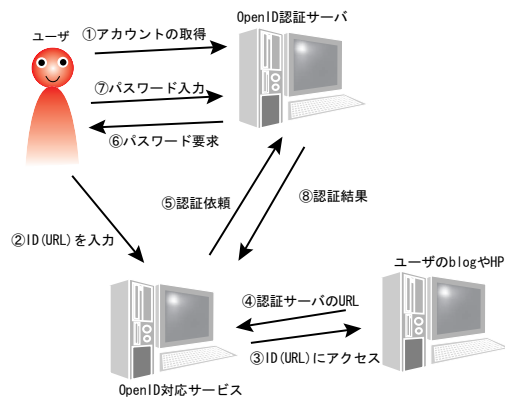 ユーザ
OpenID認証サーバ
①アカウントの取得
⑦パスワード入力
⑥パスワード要求
⑤認証依頼
⑧認証結果
②ID(URL)を入力
ユーザのblogやHP
④認証サーバのURL
③ID(URL)にアクセス
OpenID対応サービス